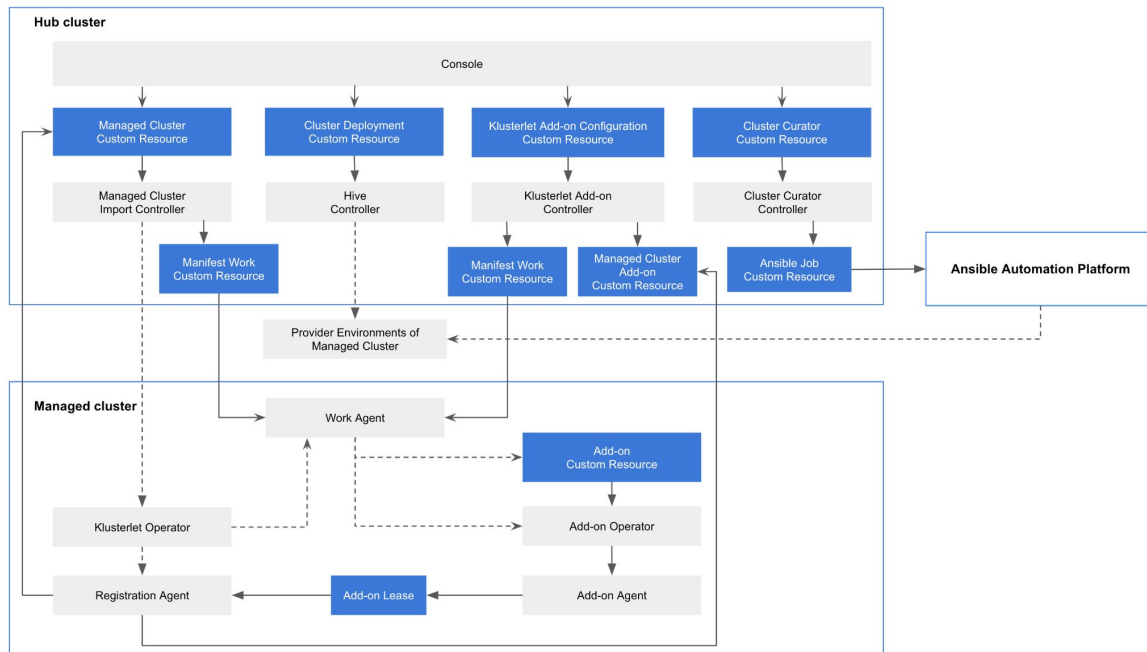 Hub cluster
Console
Managed Cluster
Custom Resource
Cluster Deployment
Custom Resource
Klusterlet Add-on Configuration
Custom Resource
Cluster Curator
Custom Resource
Managed Cluster
Import Controller
Hive
Controller
Klusterlet Add-on
Controller
Cluster Curator
Controller
Manifest Work
Custom Resource
Manifest Work
Custom Resource
Managed Cluster
Add-on
Custom Resource
Ansible Job
Custom Resource
Ansible Automation Platform
Provider Environments of
Managed Cluster
Managed cluster
Work Agent
Add-on
Custom Resource
Klusterlet Operator
Add-on Operator
Registration Agent
Add-on Lease
Add-on Agent